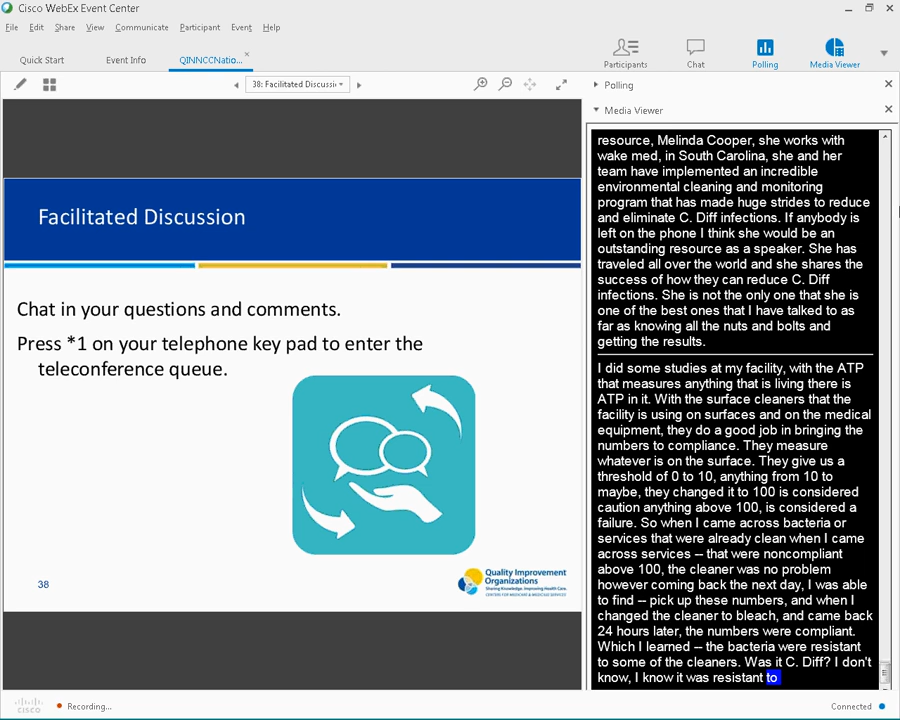 Cisco WebEx Event Center
File Edit Share View Communicate Participant Event Help
Quick Start Event Info QINNCCNatio...
Participants Chat Polling Media Viewer
38: Facilitated Discussi
Polling
Media Viewer
Facilitated Discussion
Chat in your questions and comments.
Press *1 on your telephone key pad to enter the
teleconference queue.
38
Quality Improvement
Organizations
Sharing Knowledge. Improving Health Care.
CENTERS FOR MEDICARE & MEDICAID SERVICES
resource, Melinda Cooper, she works with
wake med, in South Carolina, she and her
team have implemented an incredible
environmental cleaning and monitoring
program that has made huge strides to reduce
and eliminate C. Diff infections. If anybody is
left on the phone I think she would be an
outstanding resource as a speaker. She has
traveled all over the world and she shares the
success of how they can reduce C. Diff
infections. She is not the only one that she is
one of the best ones that I have talked to as
far as knowing all the nuts and bolts and
getting the results.
I did some studies at my facility, with the ATP
that measures anything that is living there is
ATP in it. With the surface cleaners that the
facility is using on surfaces and on the medical
equipment, they do a good job in bringing the
numbers to compliance. They measure
whatever is on the surface. They give us a
threshold of 0 to 10, anything from 10 to
maybe, they changed it to 100 is considered
caution anything above 100, is considered a
failure. So when I came across bacteria or
services that were already clean when I came
across services -- that were noncompliant
above 100, the cleaner was no problem
however coming back the next day, I was able
to find -- pick up these numbers, and when I
changed the cleaner to bleach, and came back
24 hours later, the numbers were compliant.
Which I learned -- the bacteria were resistant
to some of the cleaners. Was it C. Diff? I don't
know, I know it was resistant to
cisco
Recording...
Connected